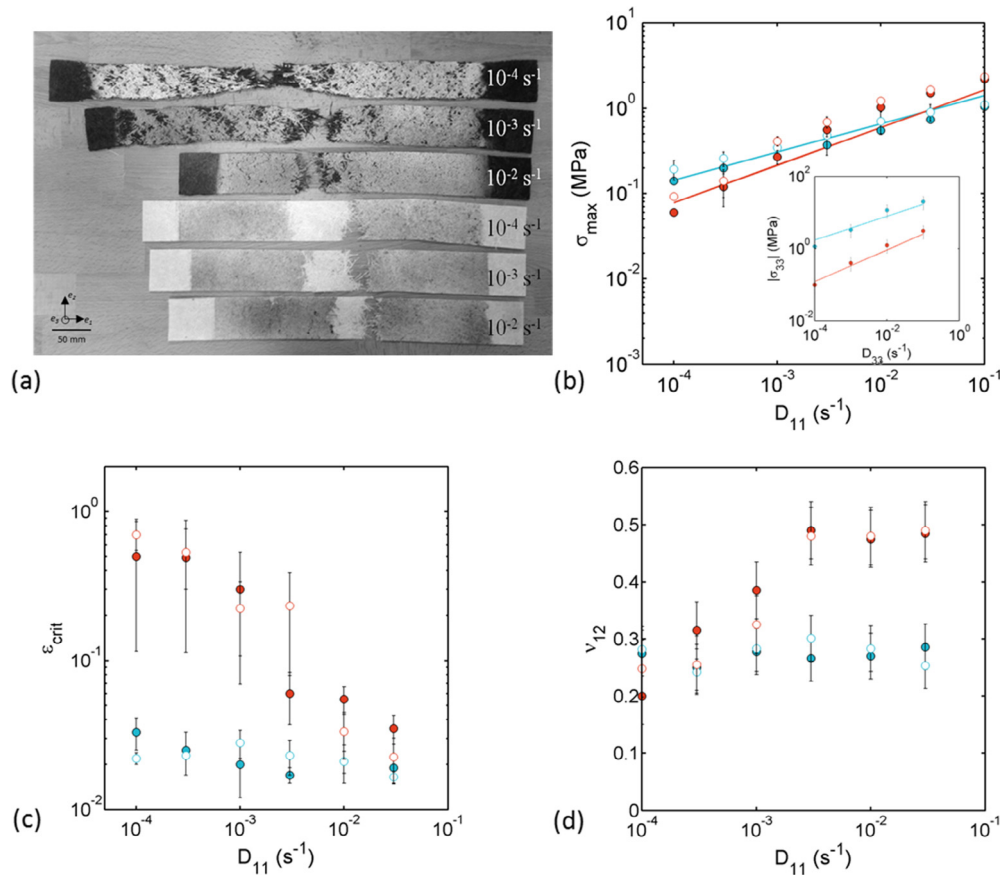 10⁻⁴ s⁻¹
10⁻³ s⁻¹
10⁻² s⁻¹
10⁻⁴ s⁻¹
10⁻³ s⁻¹
10⁻² s⁻¹
e₂
e₃ e₁
50 mm
(a)
10¹
10⁰
10⁻¹
10⁻²
10⁻³
σmax (MPa)
10⁻⁴ 10⁻³ 10⁻² 10⁻¹
D₁₁ (s⁻¹)
10²
10⁰
10⁻²
|σ₃₃| (MPa)
10⁻⁴ 10⁻² 10⁰
D₃₃ (s⁻¹)
(b)
10⁰
10⁻¹
10⁻²
εcrit
10⁻⁴ 10⁻³ 10⁻² 10⁻¹
D₁₁ (s⁻¹)
(c)
0.6
0.5
0.4
0.3
0.2
0.1
0
ν₁₂
10⁻⁴ 10⁻³ 10⁻² 10⁻¹
D₁₁ (s⁻¹)
(d)